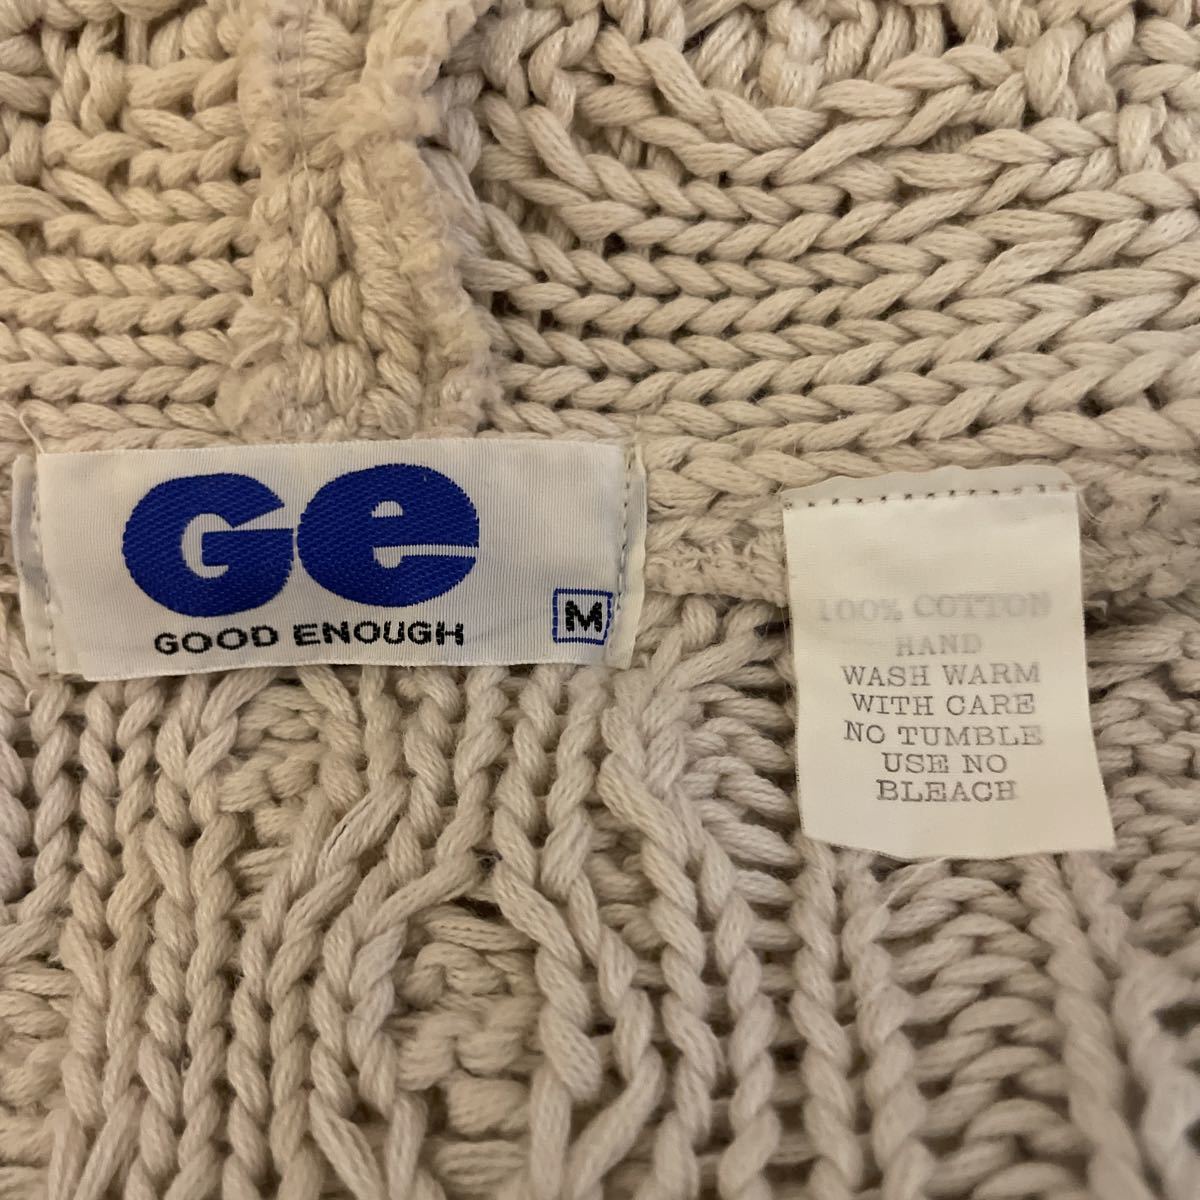 Ge
GOOD ENOUGH
M
100% COTTON
HAND
WASH WARM
WITH CARE
NO TUMBLE
USE NO
BLEACH